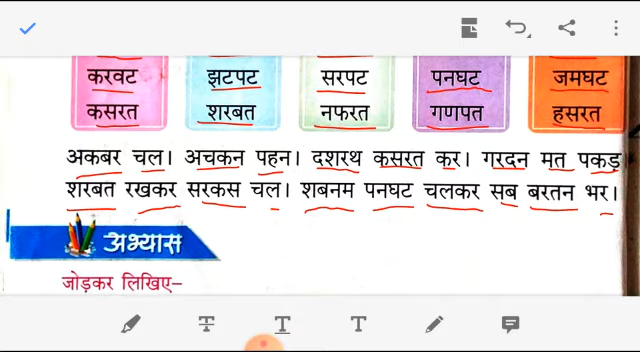 करवट झटपट सरपट पनघट जमघट
कसरत शरबत नफरत गणपत हसरत
अकबर चल। अचकन पहन। दशरथ कसरत कर। गरदन मत पकड़
शरबत रखकर सरकस चल। शबनम पनघट चलकर सब बरतन भर।
अभ्यास
जोड़कर लिखिए-